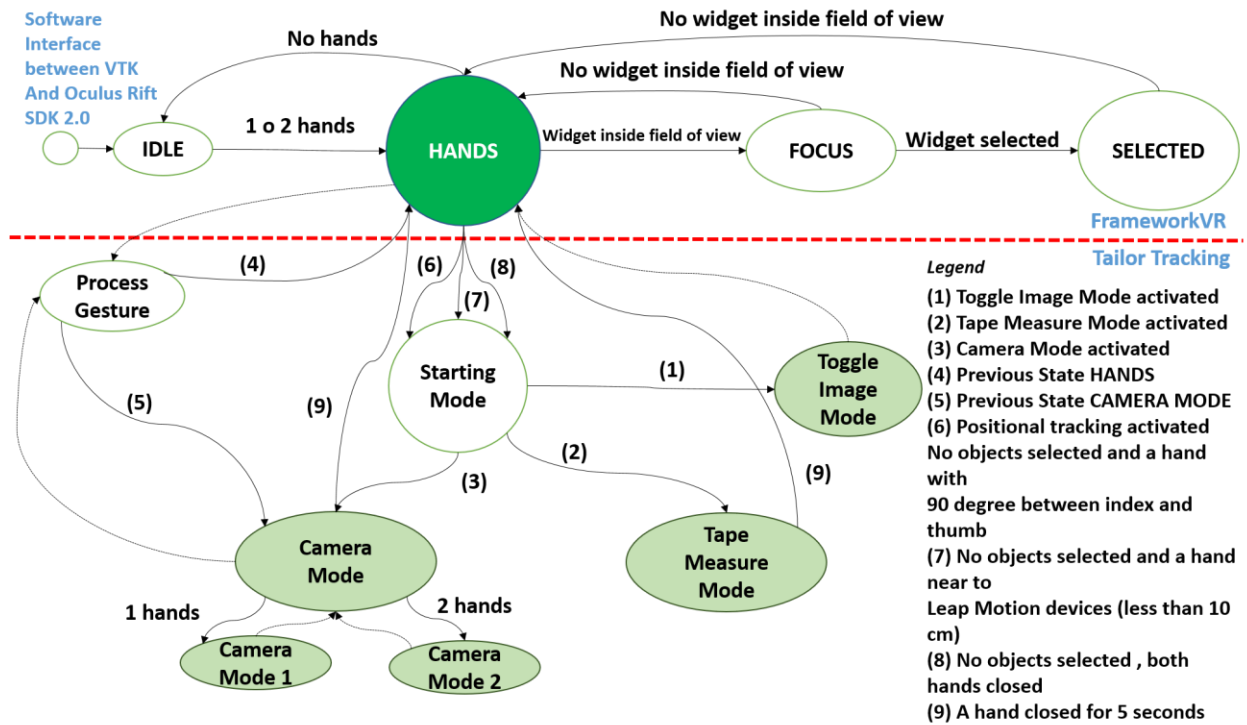 Software
Interface
between VTK
And Oculus Rift
SDK 2.0
No hands
No widget inside field of view
No widget inside field of view
1 o 2 hands
IDLE
HANDS
Widget inside field of view
FOCUS
Widget selected
SELECTED
FrameworkVR
Tailor Tracking
Process
Gesture
(4)
(6)
(8)
(7)
Starting
Mode
(1)
Toggle
Image
Mode
(5)
(9)
(3)
(2)
(9)
Camera
Mode
Tape
Measure
Mode
1 hands
2 hands
Camera
Mode 1
Camera
Mode 2
Legend
(1) Toggle Image Mode activated
(2) Tape Measure Mode activated
(3) Camera Mode activated
(4) Previous State HANDS
(5) Previous State CAMERA MODE
(6) Positional tracking activated
No objects selected and a hand
with
90 degree between index and
thumb
(7) No objects selected and a hand
near to
Leap Motion devices (less than 10
cm)
(8) No objects selected , both
hands closed
(9) A hand closed for 5 seconds